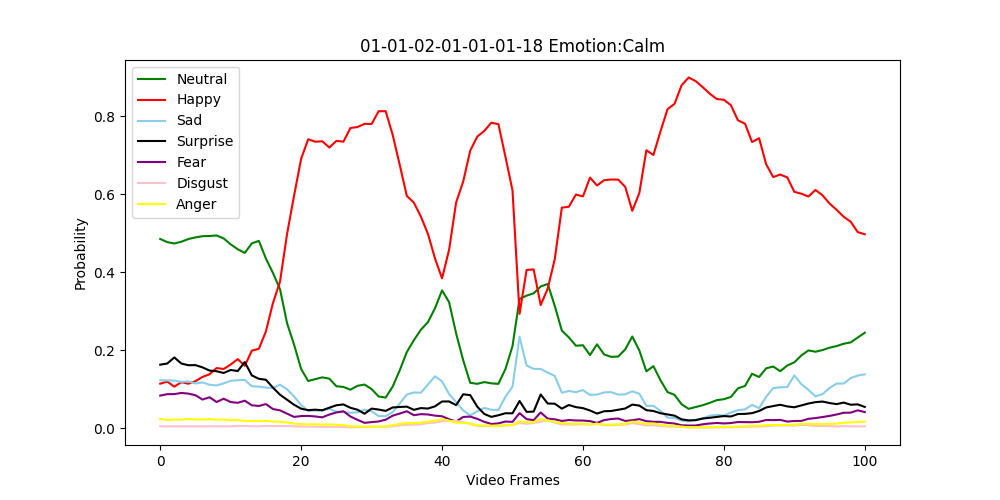 01-01-02-01-01-01-18 Emotion:Calm
Neutral
Happy
Sad
Surprise
Fear
Disgust
Anger
Probability
0.8
0.6
0.4
0.2
0.0
0 20 40 60 80 100
Video Frames